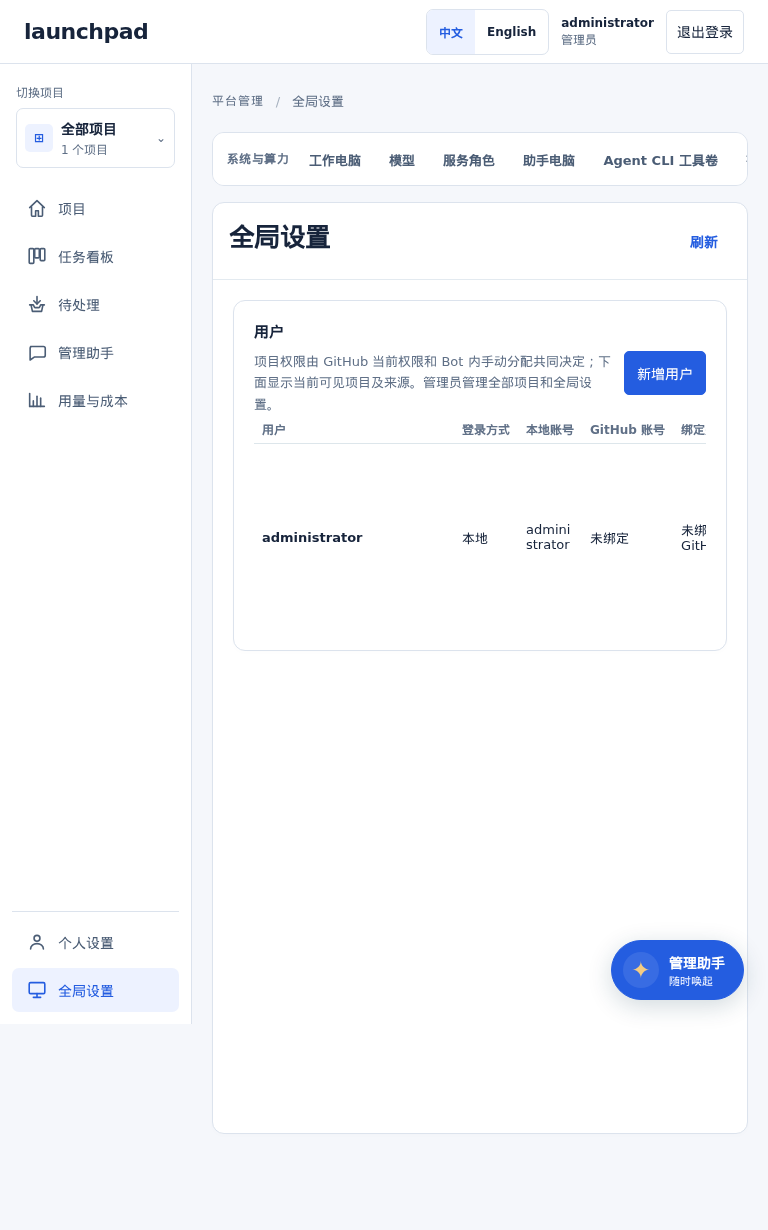 launchpad
中文
English
administrator
管理员
退出登录
切换项目
全部项目
1 个项目
项目
任务看板
待处理
管理助手
用量与成本
个人设置
全局设置
平台管理 / 全局设置
系统与算力
工作电脑
模型
服务角色
助手电脑
Agent CLI 工具卷
全局设置
刷新
用户
项目权限由 GitHub 当前权限和 Bot 内手动分配共同决定；下
面显示当前可见项目及来源。管理员管理全部项目和全局设
置。
新增用户
用户
登录方式
本地账号
GitHub 账号
绑定
administrator
本地
admini
strator
未绑定
未绑
GitH
管理助手
随时唤起